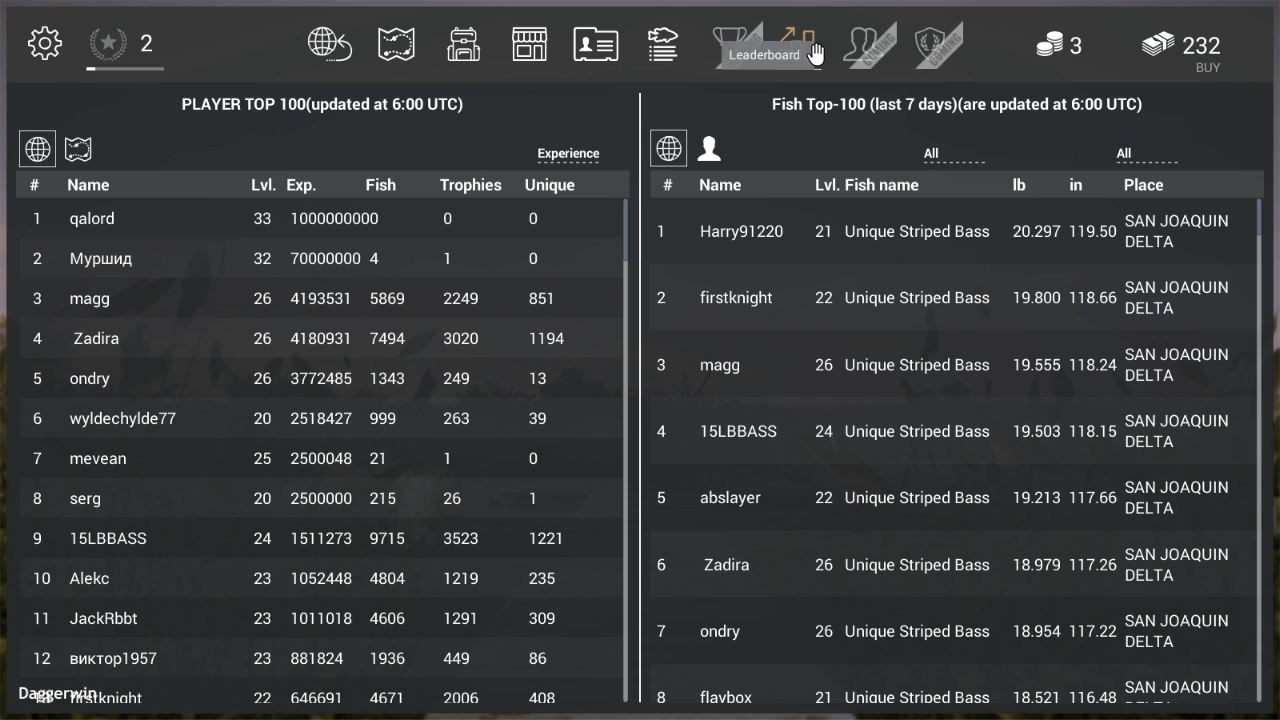 2
Leaderboard
3
232
BUY
PLAYER TOP 100(updated at 6:00 UTC)
Experience
# Name Lvl. Exp. Fish Trophies Unique
1 qalord 33 1000000000 0 0
2 Муршид 32 70000000 4 1 0
3 magg 26 4193531 5869 2249 851
4 Zadira 26 4180931 7494 3020 1194
5 ondry 26 3772485 1343 249 13
6 wyldechylde77 20 2518427 999 263 39
7 mevean 25 2500048 21 1 0
8 serg 20 2500000 215 26 1
9 15LBBASS 24 1511273 9715 3523 1221
10 Alekc 23 1052448 4804 1219 235
11 JackRbbt 23 1011018 4606 1291 309
12 виктор1957 23 881824 1936 449 86
firstknight 22 646691 4671 2006 408
Daggerwin
Fish Top-100 (last 7 days)(are updated at 6:00 UTC)
All All
# Name Lvl. Fish name lb in Place
1 Harry91220 21 Unique Striped Bass 20.297 119.50 SAN JOAQUIN
DELTA
2 firstknight 22 Unique Striped Bass 19.800 118.66 SAN JOAQUIN
DELTA
3 magg 26 Unique Striped Bass 19.555 118.24 SAN JOAQUIN
DELTA
4 15LBBASS 24 Unique Striped Bass 19.503 118.15 SAN JOAQUIN
DELTA
5 abslayer 22 Unique Striped Bass 19.213 117.66 SAN JOAQUIN
DELTA
6 Zadira 26 Unique Striped Bass 18.979 117.26 SAN JOAQUIN
DELTA
7 ondry 26 Unique Striped Bass 18.954 117.22 SAN JOAQUIN
DELTA
8 flaybox 21 Unique Striped Bass 18.521 116.48 SAN JOAQUIN